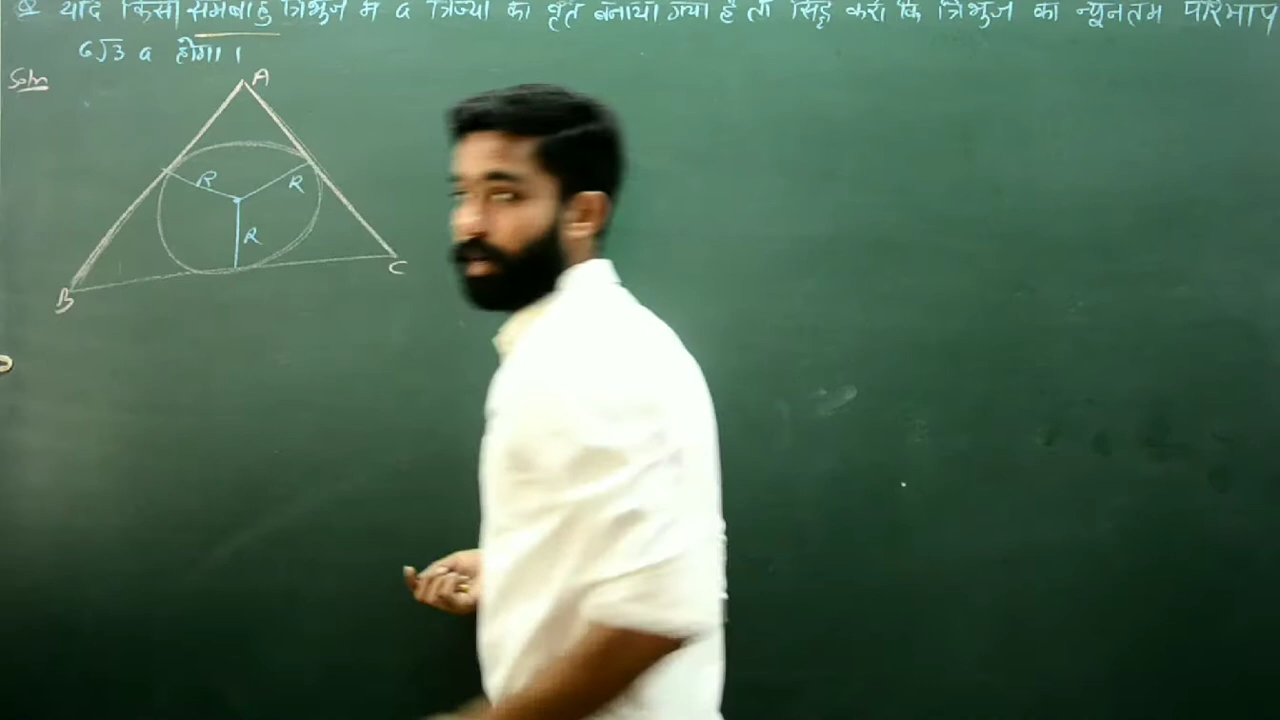 Q यदि किसी समबाहु त्रिभुज में a त्रिज्या का वृत्त बनाया गया है तो सिद्ध करो कि त्रिभुज का न्यूनतम परिमाप
6√3 a होगा।
Soln
A
R R
R
C
B